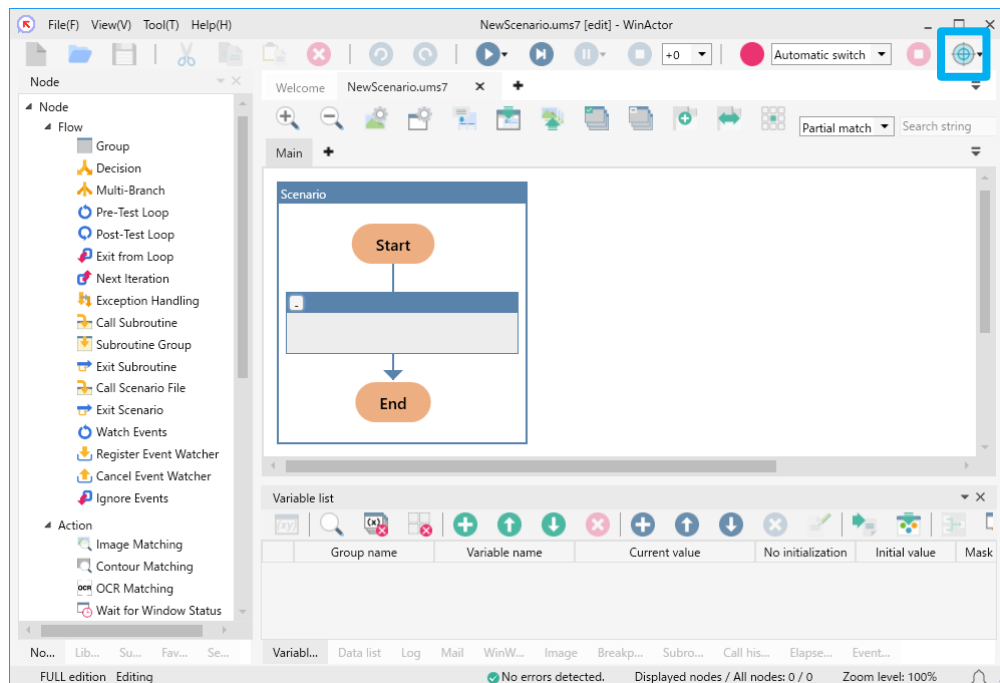 File(F) View(V) Tool(T) Help(H) NewScenario.ums7 [edit] - WinActor
+0 Automatic switch
Node
Welcome NewScenario.ums7
Node
Flow
Group
Decision
Multi-Branch
Pre-Test Loop
Post-Test Loop
Exit from Loop
Next Iteration
Exception Handling
Call Subroutine
Subroutine Group
Exit Subroutine
Call Scenario File
Exit Scenario
Watch Events
Register Event Watcher
Cancel Event Watcher
Ignore Events
Action
Image Matching
Contour Matching
OCR OCR Matching
Wait for Window Status
No... Lib... Su... Fav... Se...
Partial match Search string
Main
Scenario
Start
End
Variable list
Group name Variable name Current value No initialization Initial value Mask
Variabl... Data list Log Mail WinW... Image Breakp... Subro... Call his... Elapse... Event...
FULL edition Editing No errors detected. Displayed nodes / All nodes: 0 / 0 Zoom level: 100%